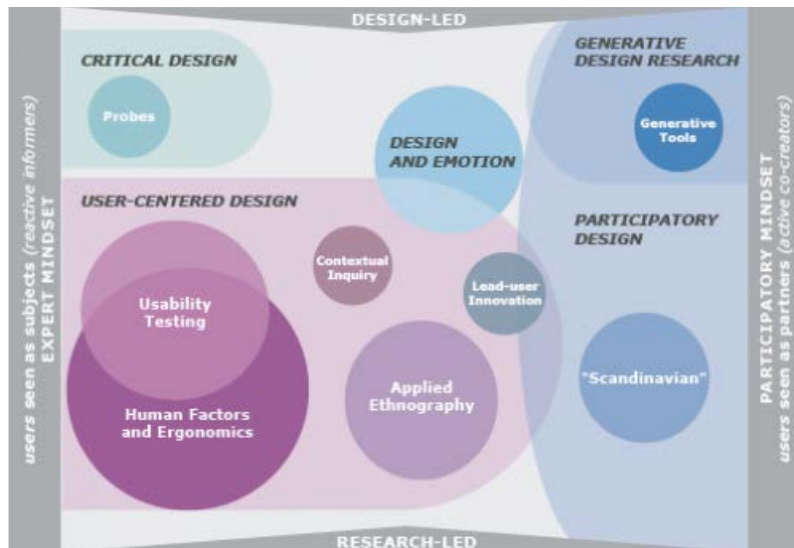 DESIGN-LED
users seen as subjects (reactive informers)
EXPERT MINDSET
CRITICAL DESIGN
Probes
DESIGN
AND EMOTION
GENERATIVE
DESIGN RESEARCH
Generative
Tools
USER-CENTERED DESIGN
Usability
Testing
Human Factors
and Ergonomics
Contextual
Inquiry
Lead-user
Innovation
Applied
Ethnography
PARTICIPATORY
DESIGN
"Scandinavian"
PARTICIPATORY MINDSET
users seen as partners (active co-creators)
RESEARCH-LED